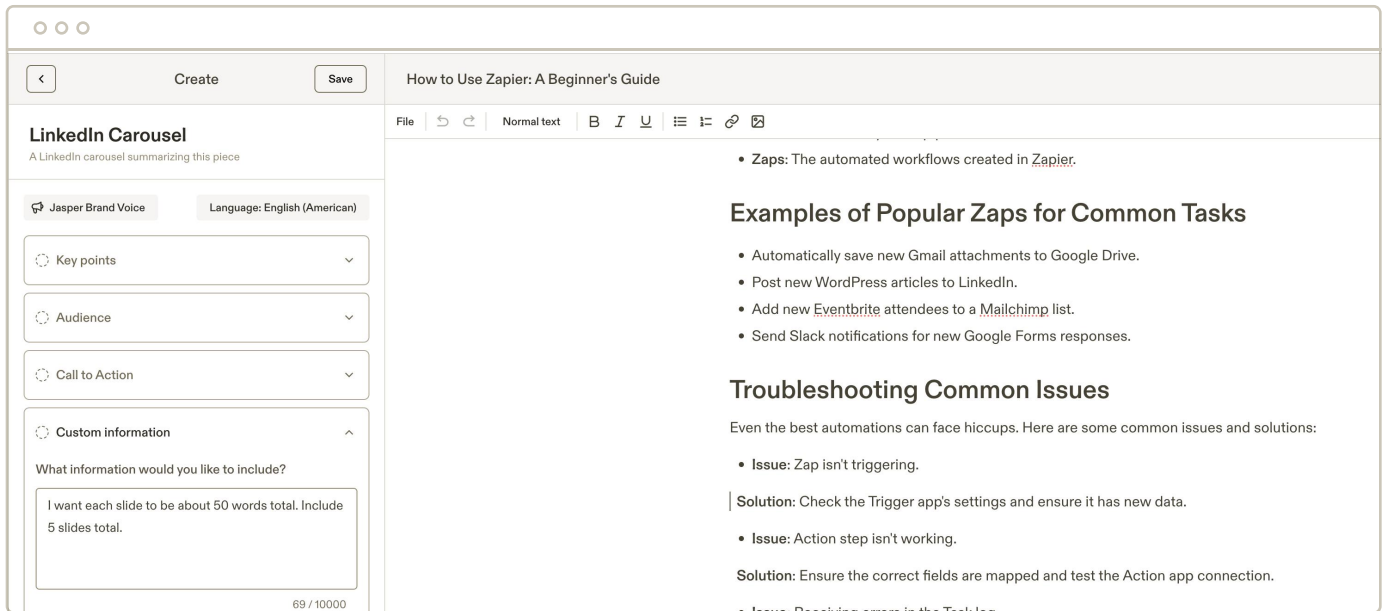 Create
Save
How to Use Zapier: A Beginner's Guide
LinkedIn Carousel
A LinkedIn carousel summarizing this piece
Jasper Brand Voice
Language: English (American)
Key points
Audience
Call to Action
Custom information
What information would you like to include?
I want each slide to be about 50 words total. Include
5 slides total.
69 / 10000
File
Normal text
B I U
• Zaps: The automated workflows created in Zapier.
Examples of Popular Zaps for Common Tasks
• Automatically save new Gmail attachments to Google Drive.
• Post new WordPress articles to LinkedIn.
• Add new Eventbrite attendees to a Mailchimp list.
• Send Slack notifications for new Google Forms responses.
Troubleshooting Common Issues
Even the best automations can face hiccups. Here are some common issues and solutions:
• Issue: Zap isn't triggering.
Solution: Check the Trigger app's settings and ensure it has new data.
• Issue: Action step isn't working.
Solution: Ensure the correct fields are mapped and test the Action app connection.
• Issue: Receiving errors in the Task log.